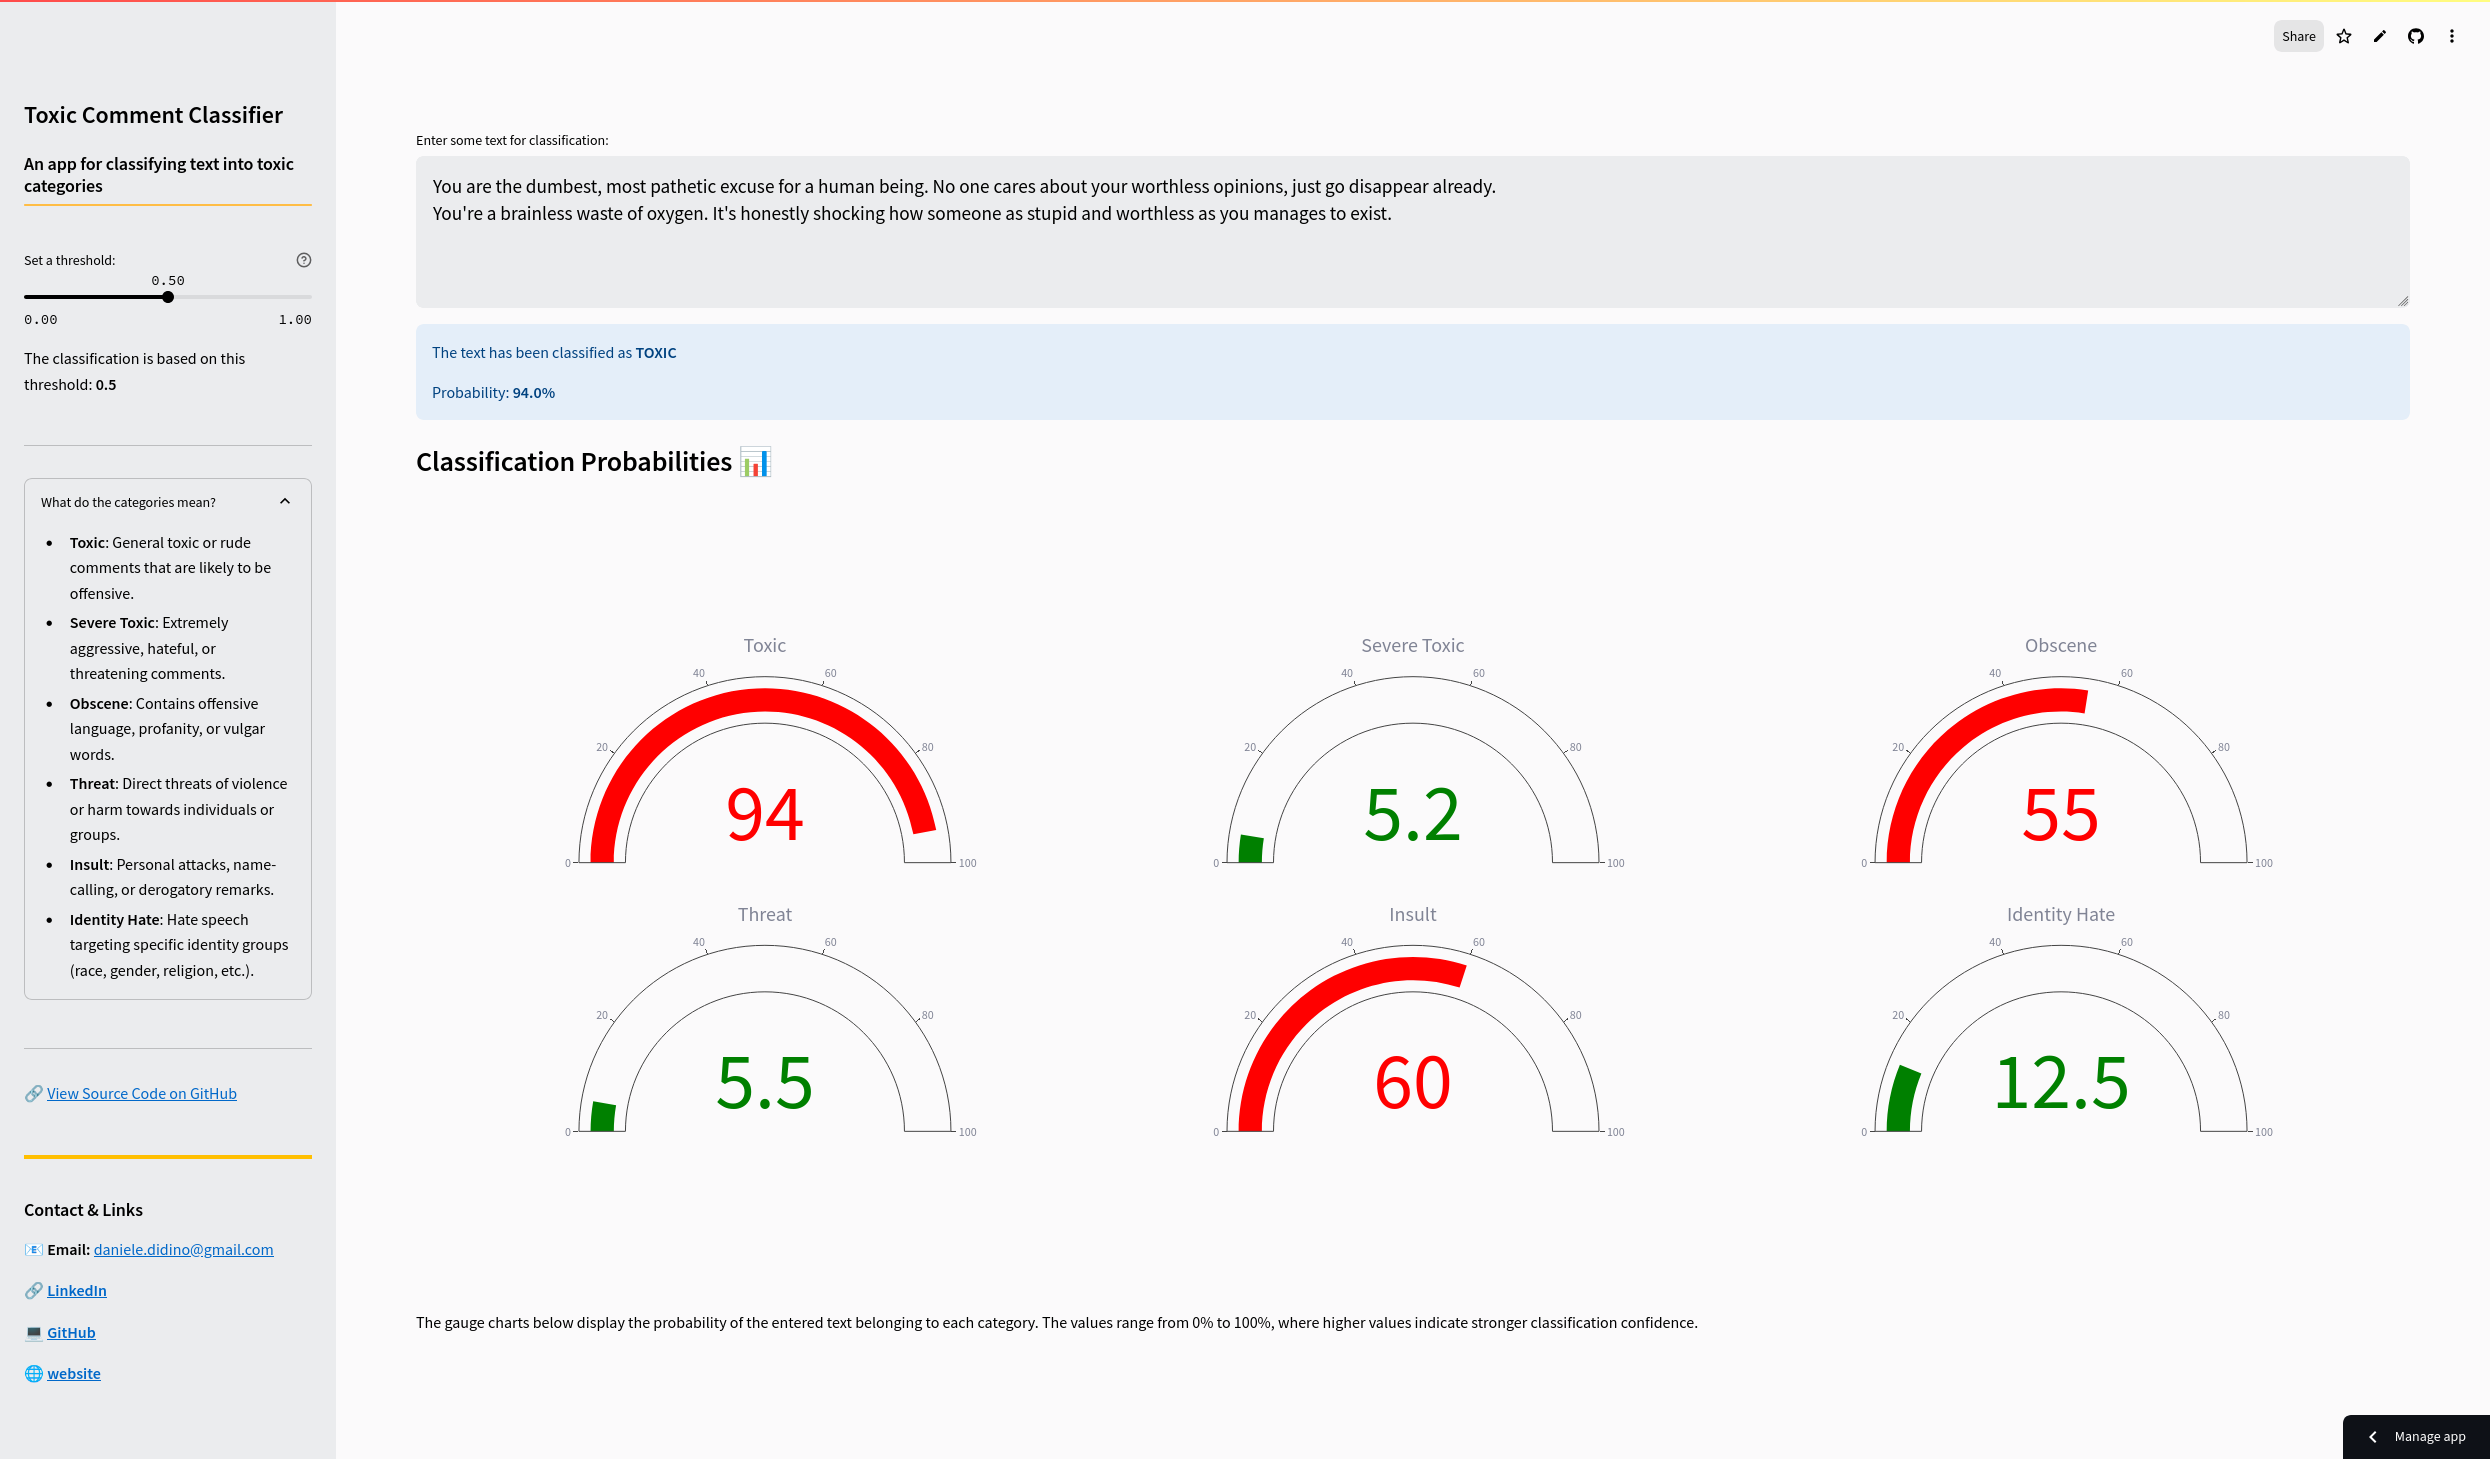 Share
Toxic Comment Classifier
An app for classifying text into toxic
categories
Set a threshold:
0.50
0.00 1.00
The classification is based on this
threshold: 0.5
What do the categories mean?
• Toxic: General toxic or rude
comments that are likely to be
offensive.
• Severe Toxic: Extremely
aggressive, hateful, or
threatening comments.
• Obscene: Contains offensive
language, profanity, or vulgar
words.
• Threat: Direct threats of violence
or harm towards individuals or
groups.
• Insult: Personal attacks, name-
calling, or derogatory remarks.
• Identity Hate: Hate speech
targeting specific identity groups
(race, gender, religion, etc.).
View Source Code on GitHub
Contact & Links
Email: daniele.didino@gmail.com
LinkedIn
GitHub
website
Enter some text for classification:
You are the dumbest, most pathetic excuse for a human being. No one cares about your worthless opinions, just go disappear already.
You're a brainless waste of oxygen. It's honestly shocking how someone as stupid and worthless as you manages to exist.
The text has been classified as TOXIC
Probability: 94.0%
Classification Probabilities
Toxic
0 20 40 60 80 100
94
Severe Toxic
0 20 40 60 80 100
5.2
Obscene
0 20 40 60 80 100
55
Threat
0 20 40 60 80 100
5.5
Insult
0 20 40 60 80 100
60
Identity Hate
0 20 40 60 80 100
12.5
The gauge charts below display the probability of the entered text belonging to each category. The values range from 0% to 100%, where higher values indicate stronger classification confidence.
Manage app